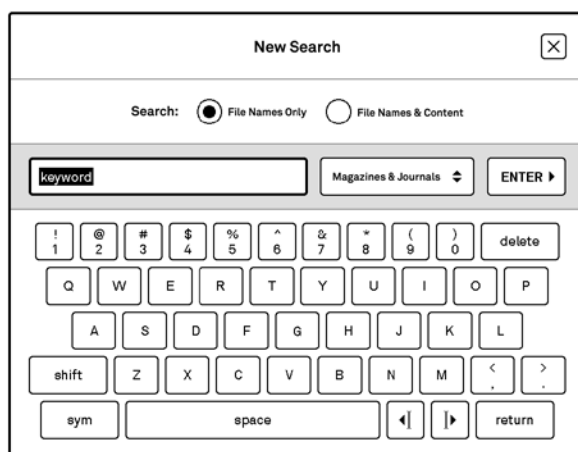 New Search
Search: File Names Only File Names & Content
keyword Magazines & Journals ENTER
! @ # $ % ^ & * ( )
1 2 3 4 5 6 7 8 9 0 delete
Q W E R T Y U I O P
A S D F G H J K L
shift Z X C V B N M < >
, .
sym space return